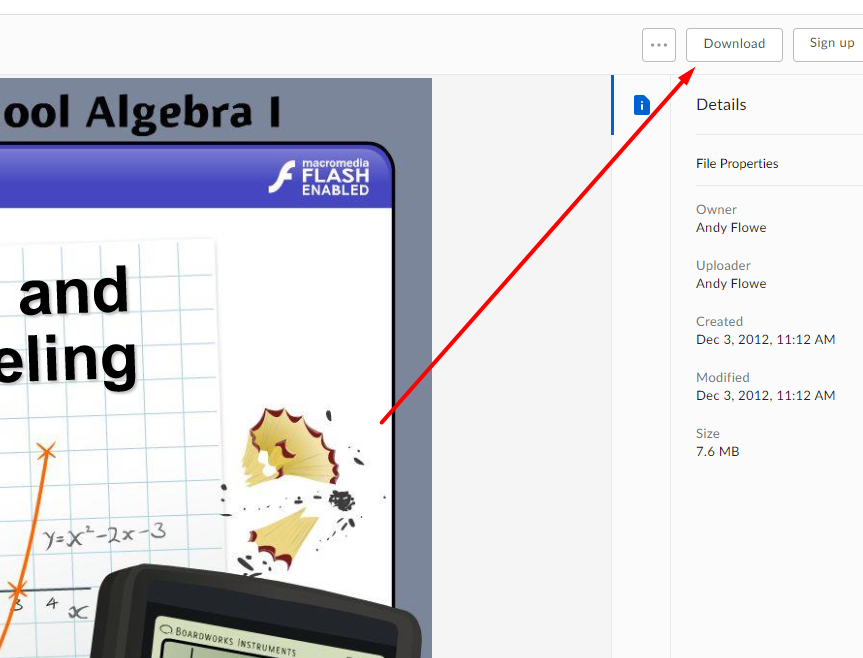 ... Download Sign up
ool Algebra I
macromedia
FLASH
ENABLED
and
eling
y=x²-2x-3
3 4 x
BOARDWORKS INSTRUMENTS
Details
File Properties
Owner
Andy Flowe
Uploader
Andy Flowe
Created
Dec 3, 2012, 11:12 AM
Modified
Dec 3, 2012, 11:12 AM
Size
7.6 MB